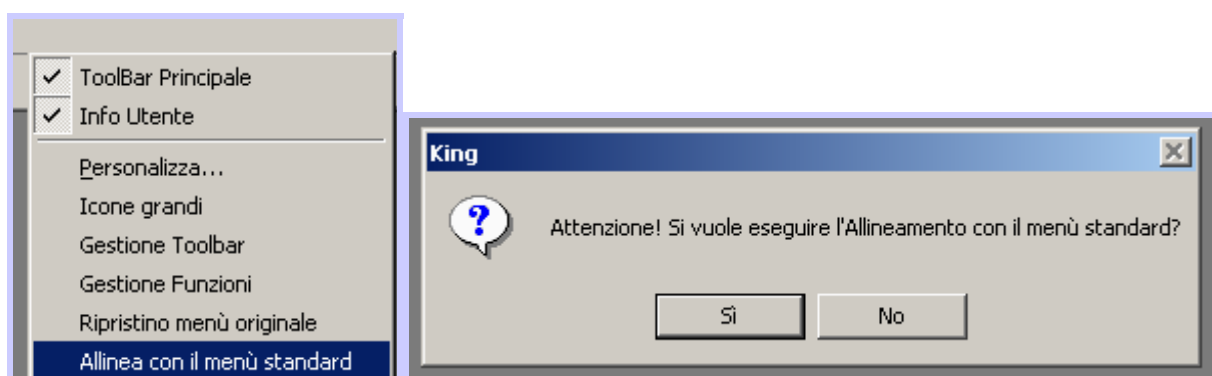 ToolBar Principale
Info Utente
Personalizza...
Icone grandi
Gestione Toolbar
Gestione Funzioni
Ripristino menù originale
Allinea con il menù standard
King
Attenzione! Si vuole eseguire l'Allineamento con il menù standard?
Sì
No